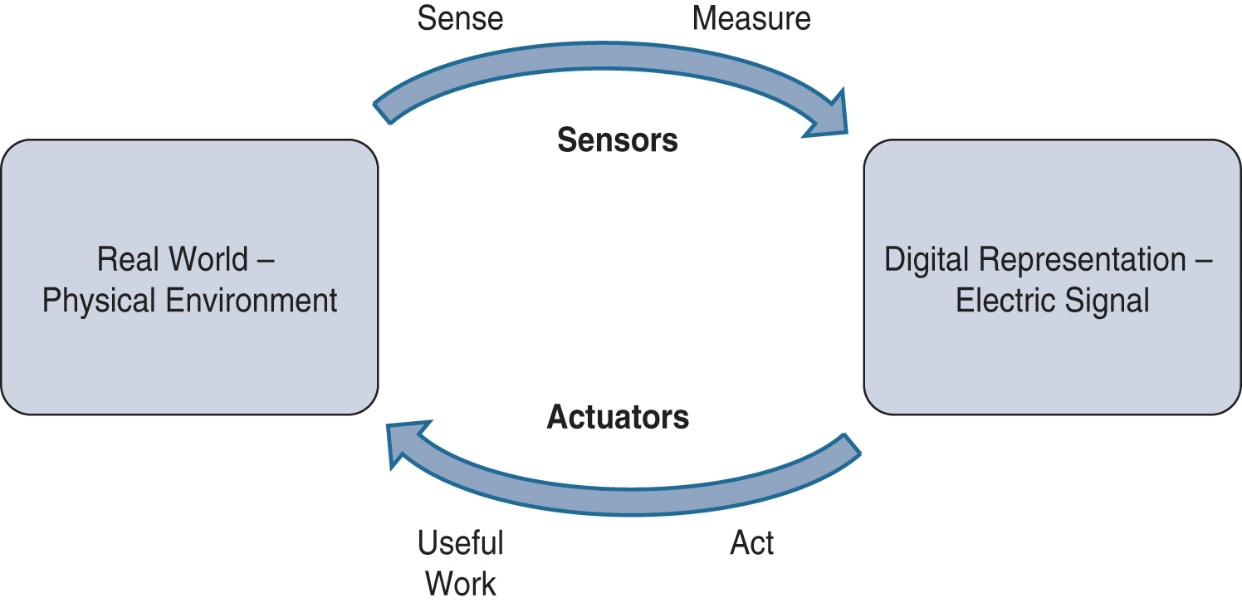 Sense
Measure
Sensors
Real World –
Physical Environment
Digital Representation –
Electric Signal
Actuators
Useful
Work
Act